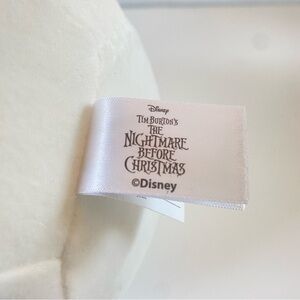 Disney
TIM BURTON'S
THE
NIGHTMARE
BEFORE
CHRISTMAS
©Disney